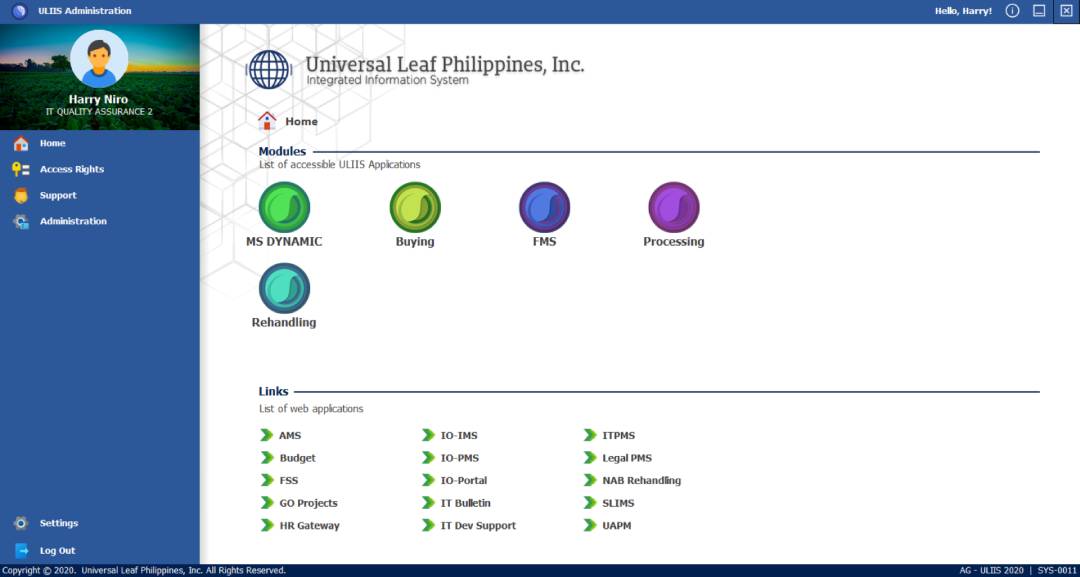 ULIIS Administration
Hello, Harry!
Harry Niro
IT QUALITY ASSURANCE 2
Home
Access Rights
Support
Administration
Settings
Log Out
Universal Leaf Philippines, Inc.
Integrated Information System
Home
Modules
List of accessible ULIIS Applications
MS DYNAMIC
Buying
FMS
Processing
Rehandling
Links
List of web applications
AMS
IO-IMS
ITPMS
Budget
IO-PMS
Legal PMS
FSS
IO-Portal
NAB Rehandling
GO Projects
IT Bulletin
SLIMS
HR Gateway
IT Dev Support
UAPM
Copyright © 2020. Universal Leaf Philippines, Inc. All Rights Reserved.
AG - ULIIS 2020 | SYS-0011